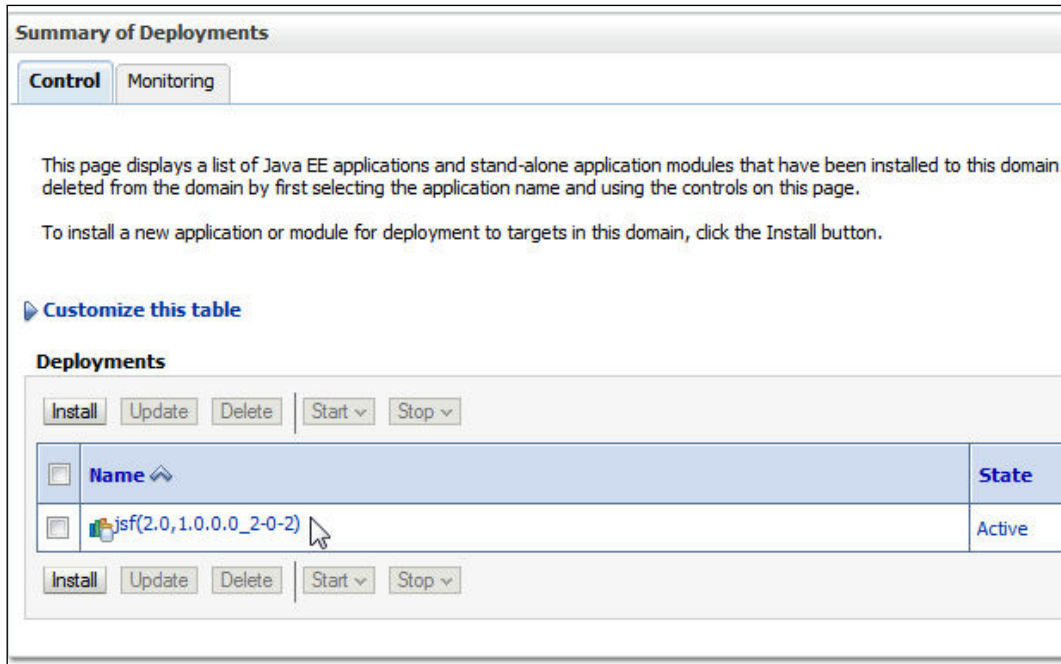 Summary of Deployments
Control Monitoring
This page displays a list of Java EE applications and stand-alone application modules that have been installed to this domain.
deleted from the domain by first selecting the application name and using the controls on this page.
To install a new application or module for deployment to targets in this domain, click the Install button.
Customize this table
Deployments
Install Update Delete Start Stop
Name State
jsf(2.0,1.0.0.0_2-0-2) Active
Install Update Delete Start Stop